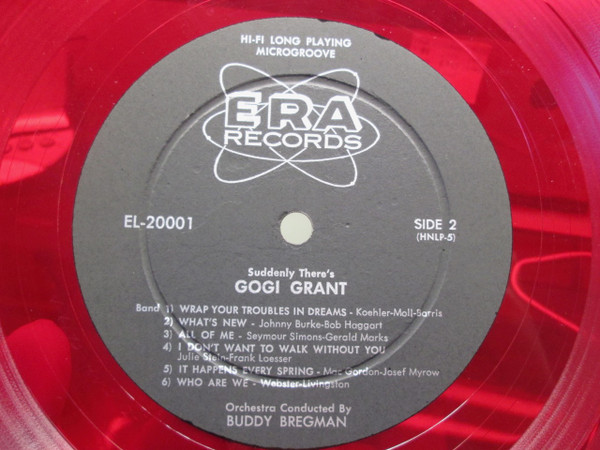 HI-FI LONG PLAYING
MICROGROOVE
ERA
RECORDS
EL-20001
SIDE 2
(HNLP-5)
Suddenly There's
GOGI GRANT
Band 1) WRAP YOUR TROUBLES IN DREAMS - Koehler-Moll-Barris
2) WHAT'S NEW - Johnny Burke-Bob Haggart
3) ALL OF ME - Seymour Simons-Gerald Marks
4) I DON'T WANT TO WALK WITHOUT YOU
Julie Stein-Frank Loesser
5) IT HAPPENS EVERY SPRING - Mac Gordon-Josef Myrow
6) WHO ARE WE - Webster-Livingston
Orchestra Conducted By
BUDDY BREGMAN